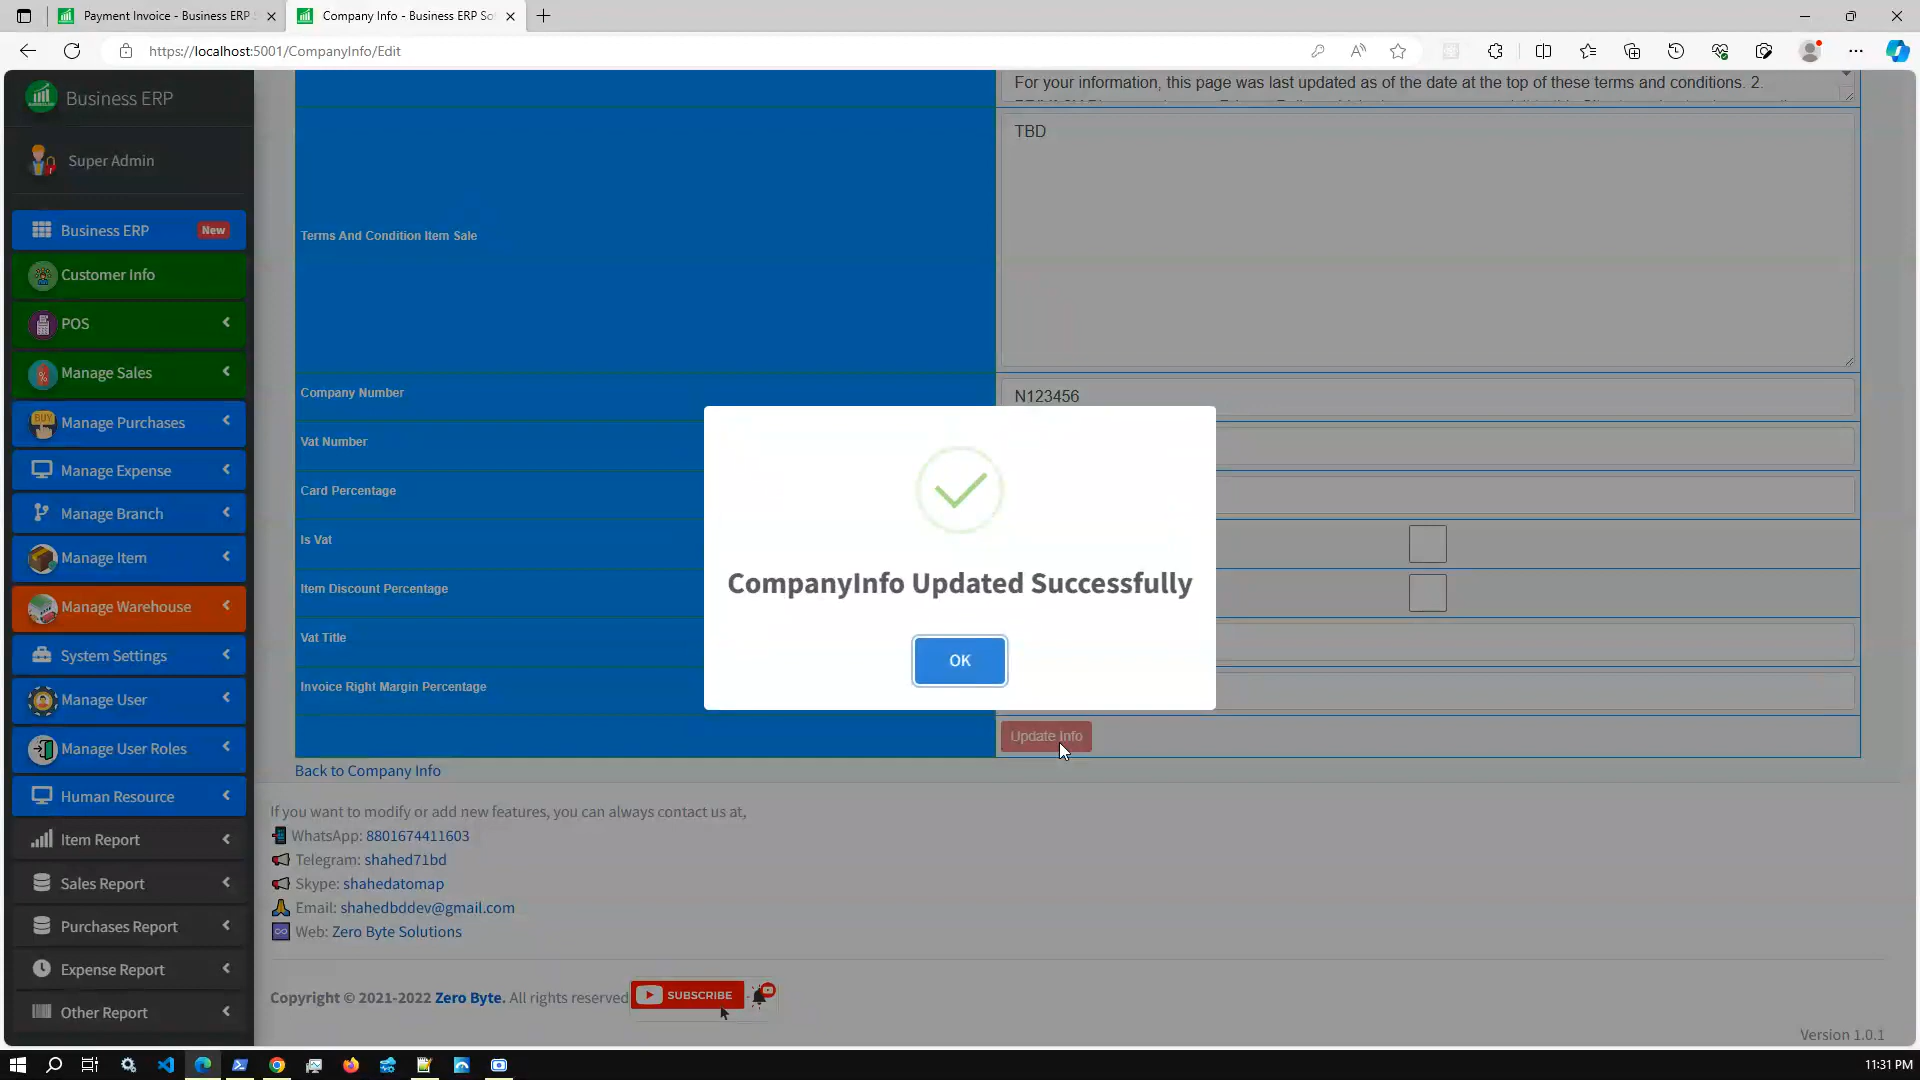 Payment Invoice - Business ERP S
Company Info - Business ERP So
https://localhost:5001/CompanyInfo/Edit
Business ERP
Super Admin
Business ERP New
Customer Info
POS
Manage Sales
BUY
Manage Purchases
Manage Expense
Manage Branch
Manage Item
Manage Warehouse
System Settings
Manage User
Manage User Roles
Human Resource
Item Report
Sales Report
Purchases Report
Expense Report
Other Report
For your information, this page was last updated as of the date at the top of these terms and conditions. 2.
Terms And Condition Item Sale
TBD
Company Number
N123456
Vat Number
Card Percentage
Is Vat
Item Discount Percentage
Vat Title
Invoice Right Margin Percentage
CompanyInfo Updated Successfully
OK
Update Info
Back to Company Info
If you want to modify or add new features, you can always contact us at,
WhatsApp: 8801674411603
Telegram: shahed71bd
Skype: shahedatomap
Email: shahedbddev@gmail.com
Web: Zero Byte Solutions
Copyright © 2021-2022 Zero Byte. All rights reserved
SUBSCRIBE
Version 1.0.1
11:31 PM